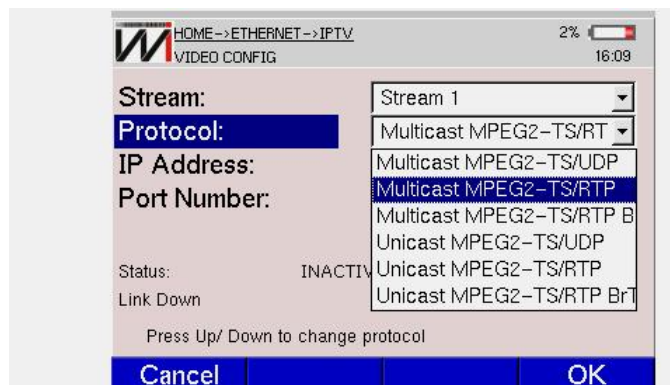 HOME->ETHERNET->IPTV
2%
VIDEO CONFIG
16:09
Stream:
Stream 1
Protocol:
Multicast MPEG2-TS/RT
IP Address:
Multicast MPEG2-TS/UDP
Multicast MPEG2-TS/RTP
Port Number:
Multicast MPEG2-TS/RTP B
Unicast MPEG2-TS/UDP
Status:
INACTIV
Unicast MPEG2-TS/RTP
Link Down
Unicast MPEG2-TS/RTP BrT
Press Up/ Down to change protocol
Cancel
OK